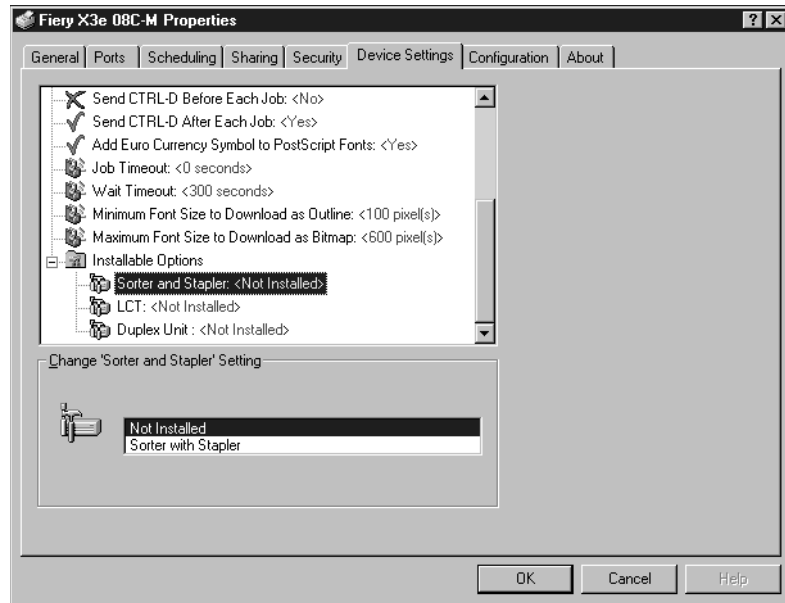 Fiery X3e 08C-M Properties
General Ports Scheduling Sharing Security Device Settings Configuration About
Send CTRL-D Before Each Job: <No>
Send CTRL-D After Each Job: <Yes>
Add Euro Currency Symbol to PostScript Fonts: <Yes>
Job Timeout: <0 seconds>
Wait Timeout: <300 seconds>
Minimum Font Size to Download as Outline: <100 pixel(s)>
Maximum Font Size to Download as Bitmap: <600 pixel(s)>
Installable Options
Sorter and Stapler: <Not Installed>
LCT: <Not Installed>
Duplex Unit : <Not Installed>
Change 'Sorter and Stapler' Setting
Not Installed
Sorter with Stapler
OK Cancel Help